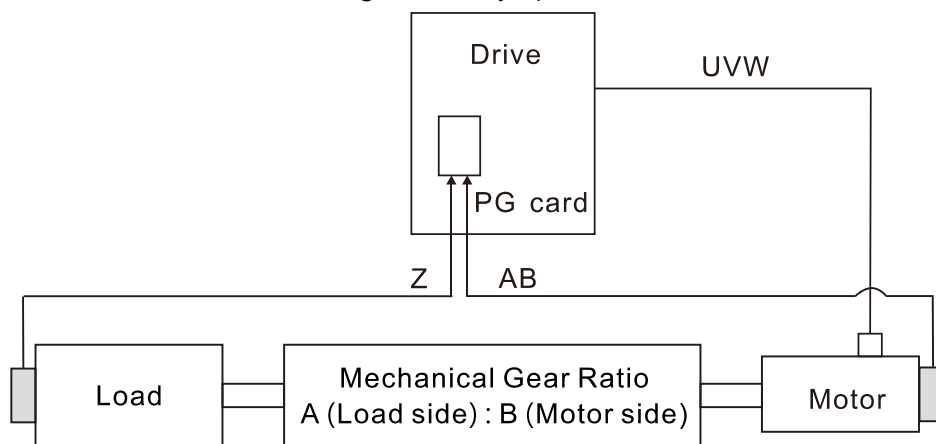 Drive
UVW
PG card
Z
AB
Load
Mechanical Gear Ratio
A (Load side) : B (Motor side)
Motor